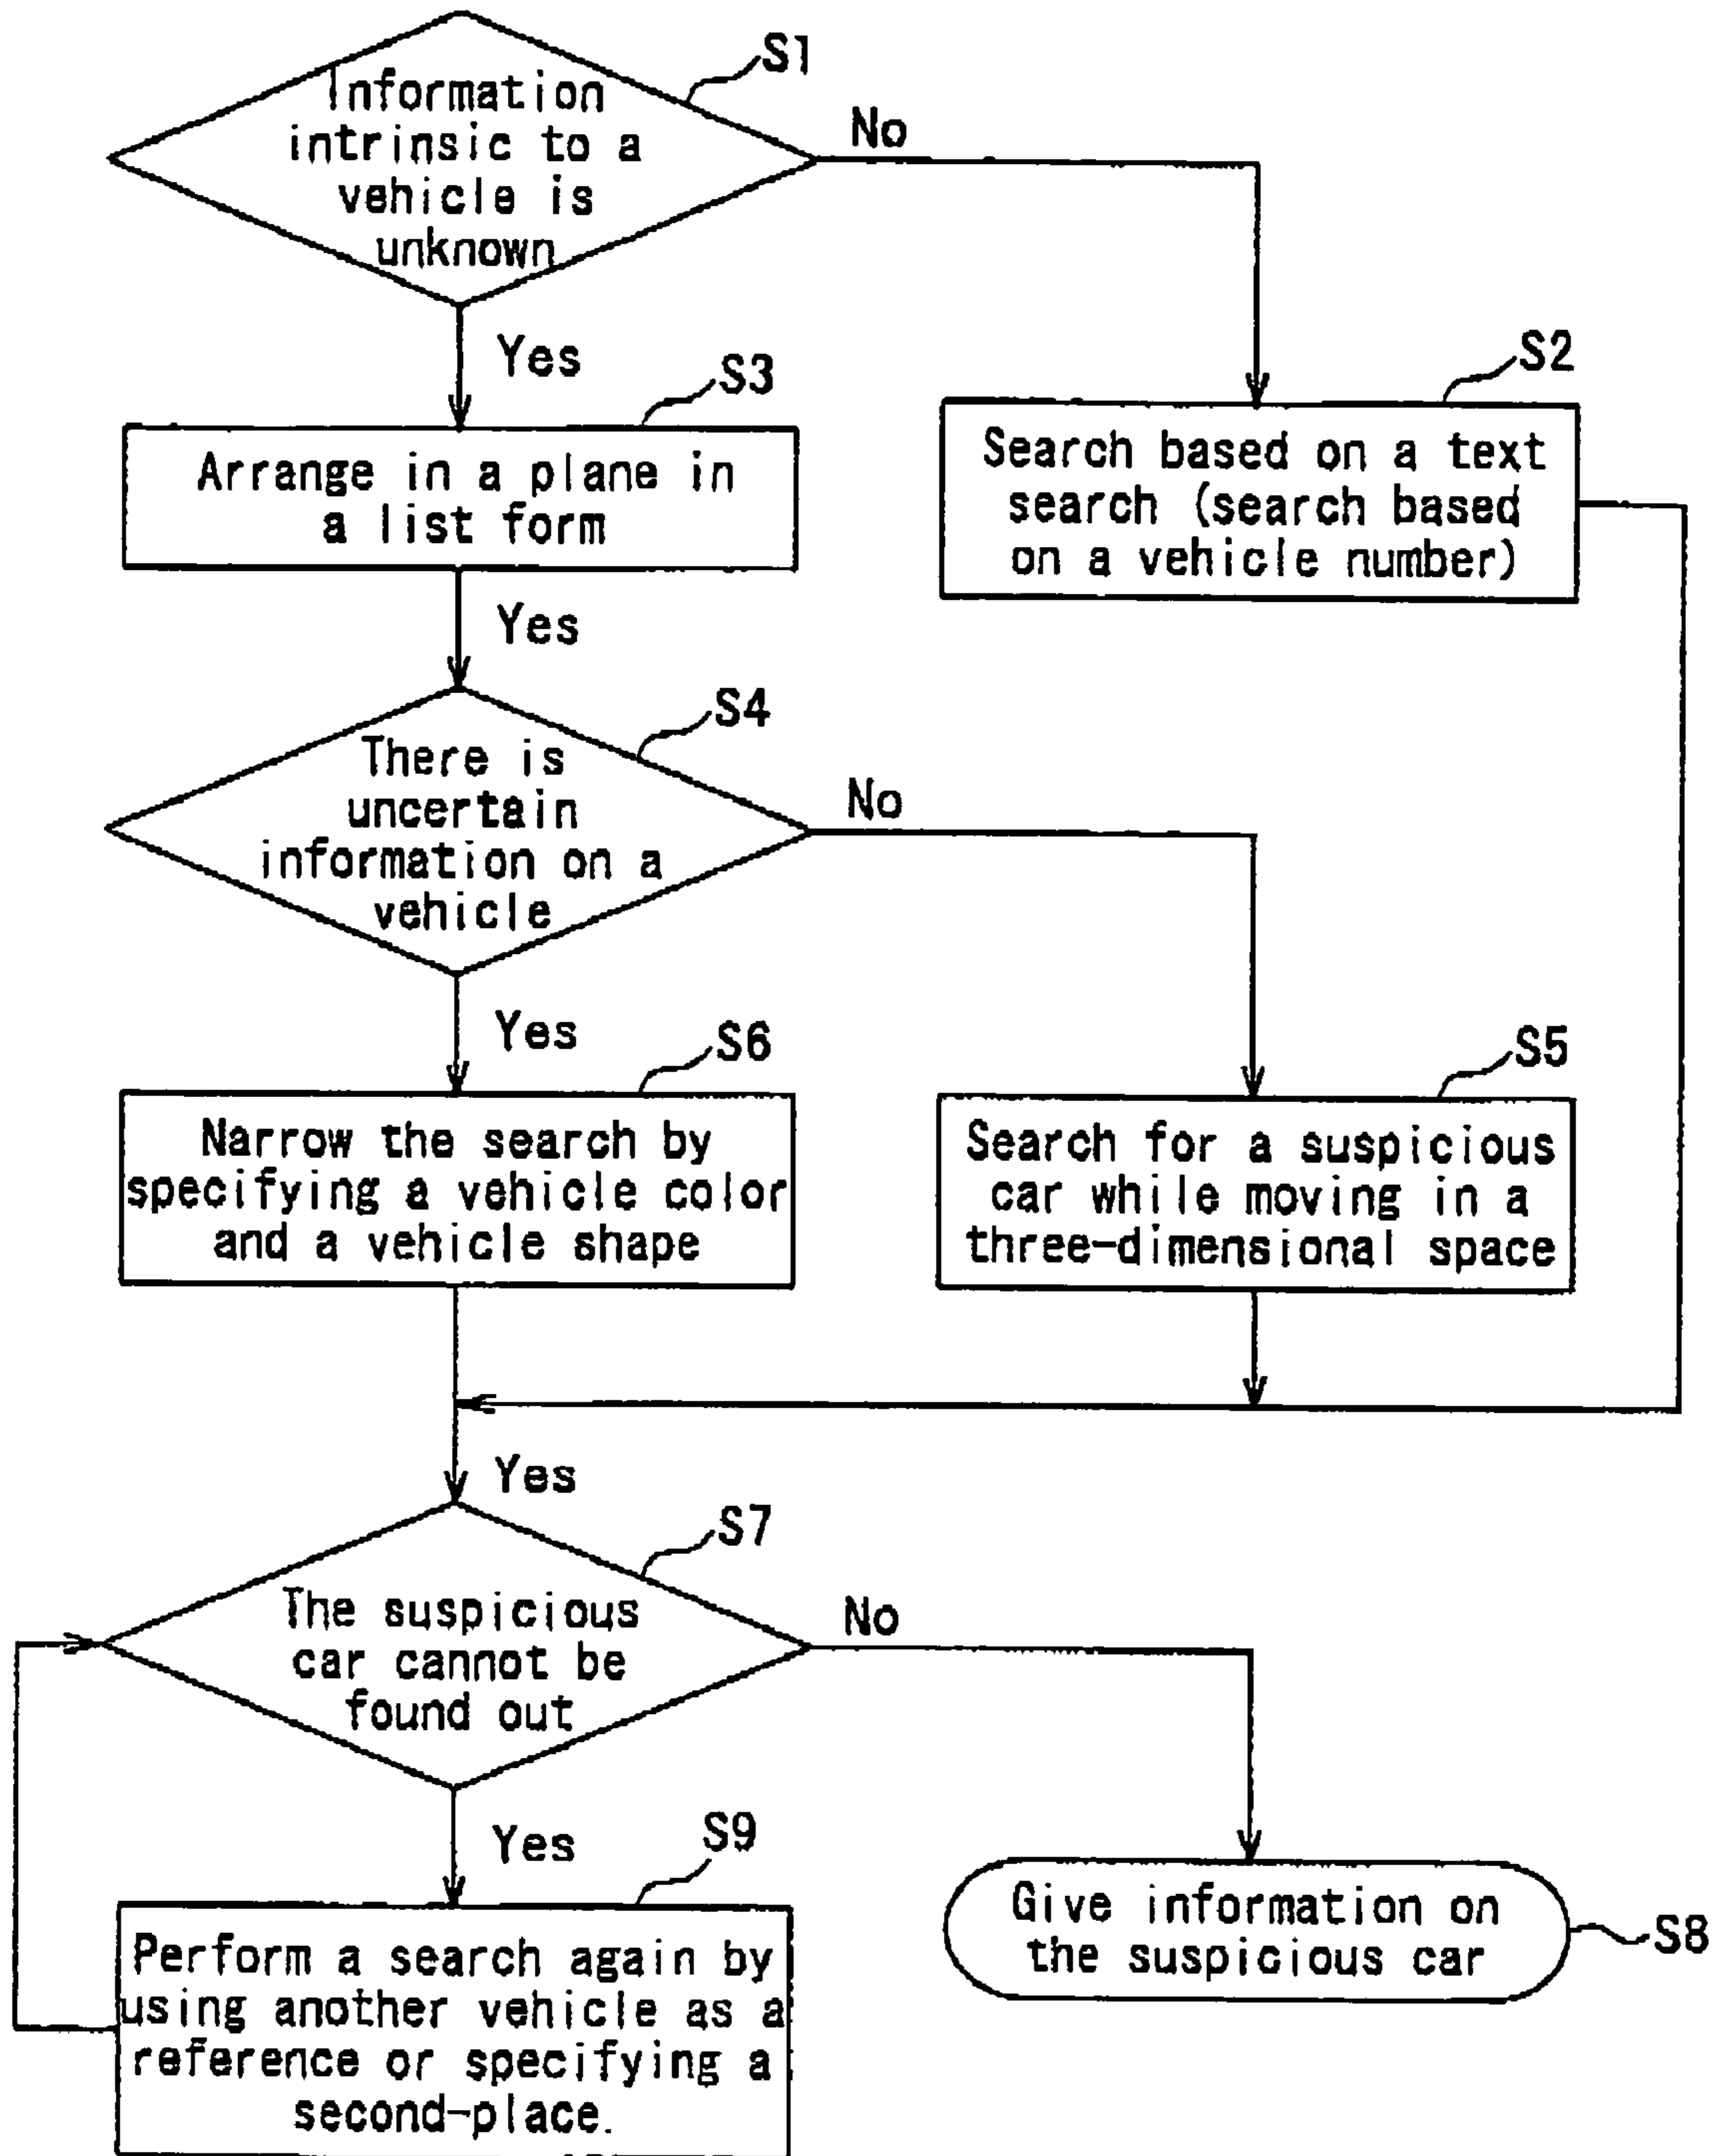 S1
Information
intrinsic to a
vehicle is
unknown
No
Yes
S3
Arrange in a plane in
a list form
S2
Search based on a text
search (search based
on a vehicle number)
Yes
S4
There is
uncertain
information on a
vehicle
No
Yes
S6
Narrow the search by
specifying a vehicle color
and a vehicle shape
S5
Search for a suspicious
car while moving in a
three-dimensional space
Yes
S7
The suspicious
car cannot be
found out
No
Yes
S9
Perform a search again by
using another vehicle as a
reference or specifying a
second-place.
Give information on
the suspicious car
S8